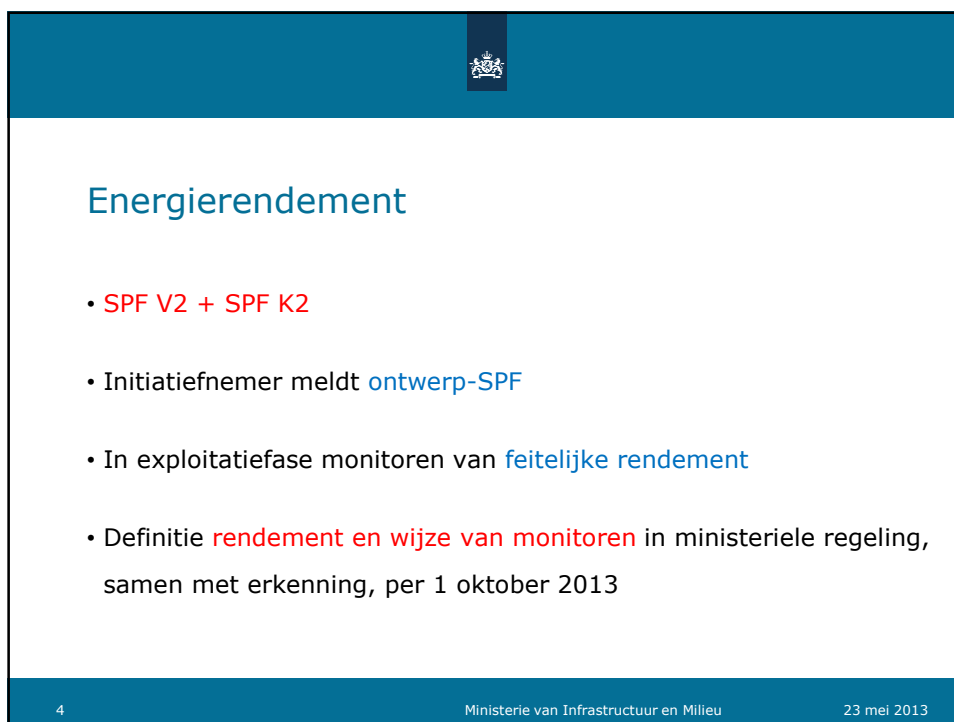 Energierendement
• SPF V2 + SPF K2
• Initiatiefnemer meldt ontwerp-SPF
• In exploitatiefase monitoren van feitelijke rendement
• Definitie rendement en wijze van monitoren in ministeriele regeling,
samen met erkenning, per 1 oktober 2013
4 Ministerie van Infrastructuur en Milieu 23 mei 2013